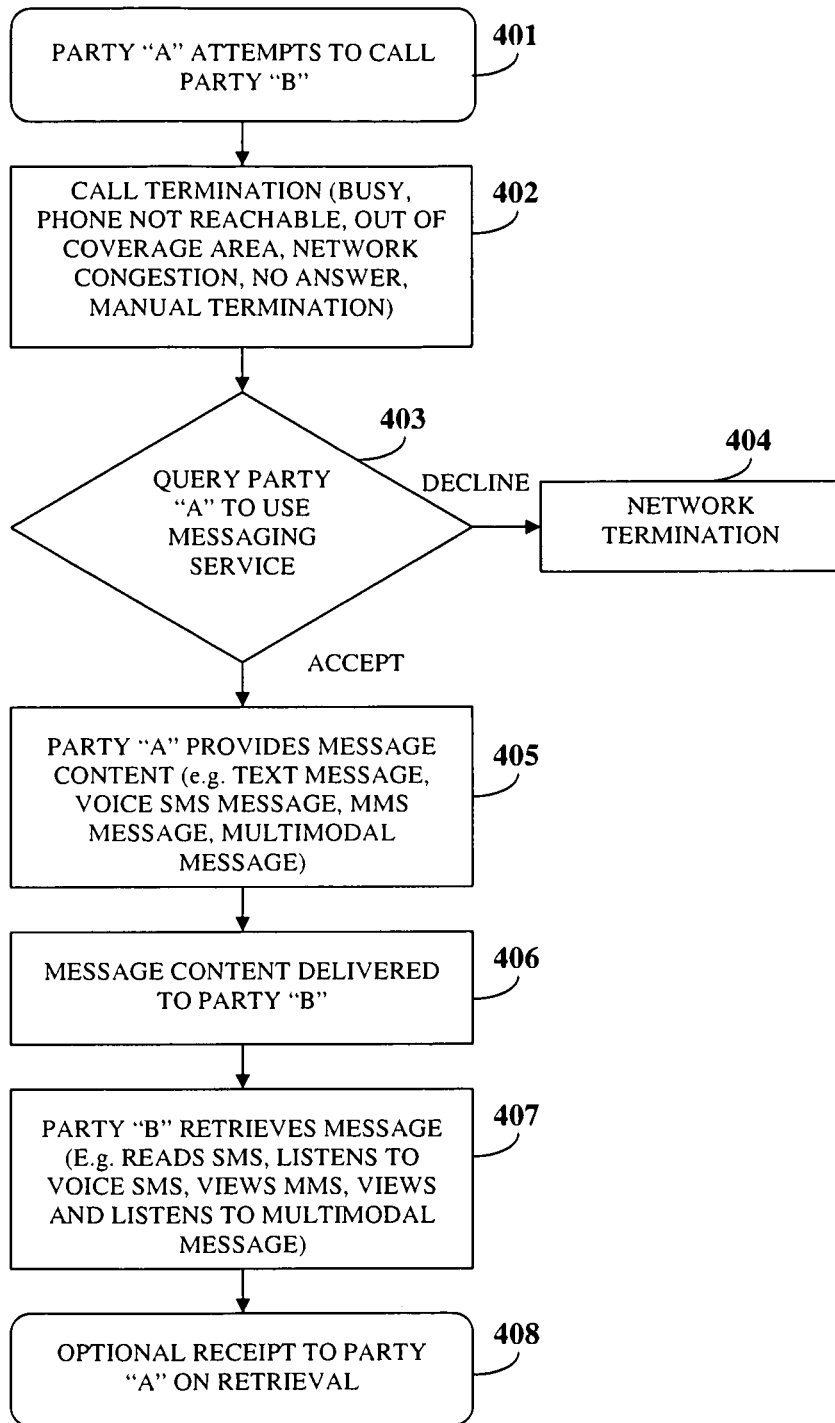 PARTY “A” ATTEMPTS TO CALL
PARTY “B”
401
CALL TERMINATION (BUSY,
PHONE NOT REACHABLE, OUT OF
COVERAGE AREA, NETWORK
CONGESTION, NO ANSWER,
MANUAL TERMINATION)
402
403
QUERY PARTY
“A” TO USE
MESSAGING
SERVICE
DECLINE
404
NETWORK
TERMINATION
ACCEPT
PARTY “A” PROVIDES MESSAGE
CONTENT (e.g. TEXT MESSAGE,
VOICE SMS MESSAGE, MMS
MESSAGE, MULTIMODAL
MESSAGE)
405
MESSAGE CONTENT DELIVERED
TO PARTY “B”
406
PARTY “B” RETRIEVES MESSAGE
(E.g. READS SMS, LISTENS TO
VOICE SMS, VIEWS MMS, VIEWS
AND LISTENS TO MULTIMODAL
MESSAGE)
407
OPTIONAL RECEIPT TO PARTY
“A” ON RETRIEVAL
408